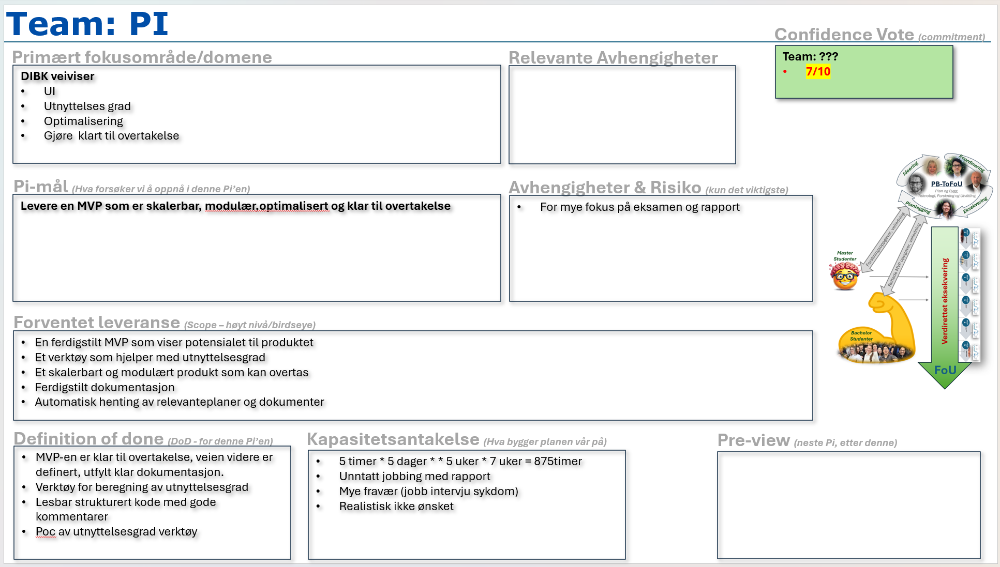 Team: PI
Confidence Vote (commitment)
Team: ???
• 7/10
Primært fokusområde/domene
DIBK veiviser
• UI
• Utnyttelses grad
• Optimalisering
• Gjøre  klart til overtakelse
Relevante Avhengigheter
Pi-mål (Hva forsøker vi å oppnå i denne Pi’en)
Levere en MVP som er skalerbar, modulær,optimalisert og klar til overtakelse
Avhengigheter & Risiko (kun det viktigste)
• For mye fokus på eksamen og rapport
Forventet leveranse (Scope – høyt nivå/birdseye)
• En ferdigstilt MVP som viser potensialet til produktet
• Et verktøy som hjelper med utnyttelsesgrad
• Et skalerbart og modulært produkt som kan overtas
• Ferdigstilt dokumentasjon
• Automatisk henting av relevanteplaner og dokumenter
Definition of done (DoD - for denne Pi’en)
• MVP-en er klar til overtakelse, veien videre er
definert, utfylt klar dokumentasjon.
• Verktøy for beregning av utnyttelsesgrad
• Lesbar strukturert kode med gode
kommentarer
• Poc av utnyttelsesgrad verktøy
Kapasitetsantakelse (Hva bygger planen vår på)
• 5 timer * 5 dager * * 5 uker * 7 uker = 875timer
• Unntatt jobbing med rapport
• Mye fravær (jobb intervju sykdom)
• Realistisk ikke ønsket
Pre-view (neste Pi, etter denne)
Ideering
Koordinering
PB-ToFoU
Plan og Bygg,
Teknologi, Forskning og Utvikling
Planlegging
Eksekvering
Forskningsoppgaver, veiledning
Rettede MVP oppgaver, veiledning
Master
Studenter
Bachelor
Studenter
Verdirettet eksekvering
FoU